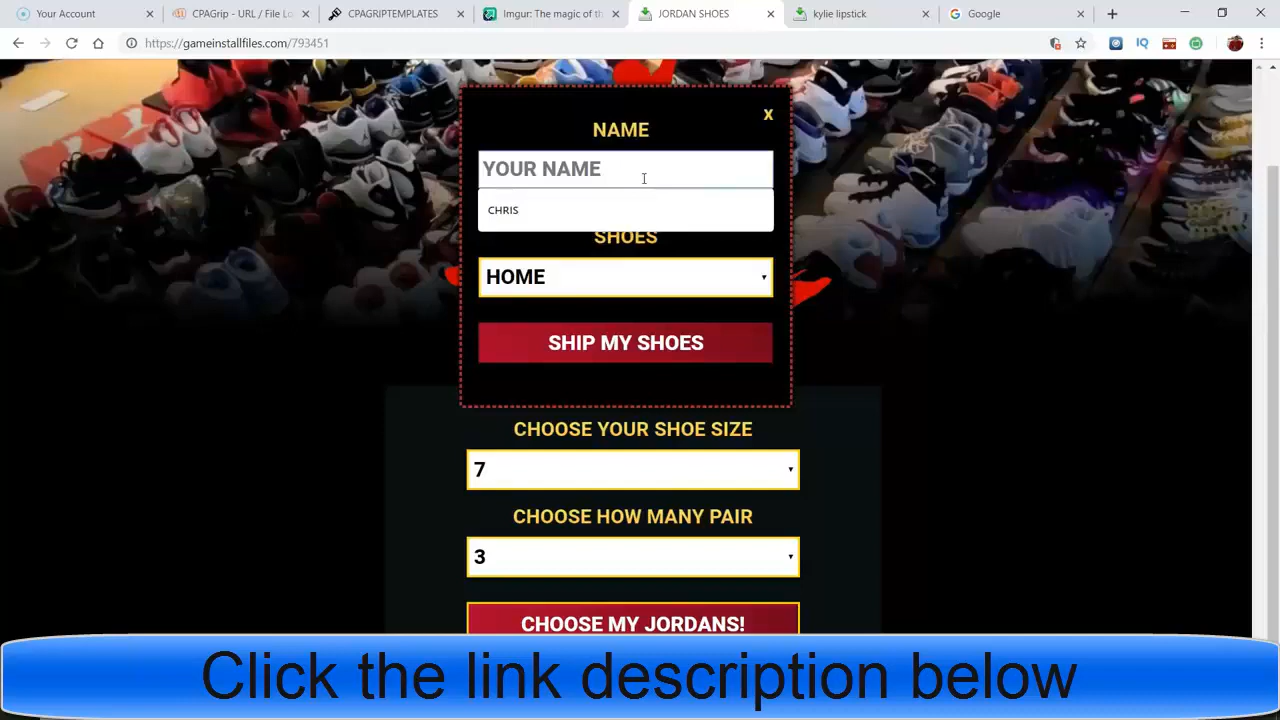 Your Account
CPAGrip - URL / File Lo
CPAGRIPTEMPLATES
Imgur: The magic of th
JORDAN SHOES
kylie lipstick
Google
https://gameinstallfiles.com/793451
IQ
X
NAME
YOUR NAME
CHRIS
SHOES
HOME
SHIP MY SHOES
CHOOSE YOUR SHOE SIZE
7
CHOOSE HOW MANY PAIR
3
CHOOSE MY JORDANS!
Click the link description below